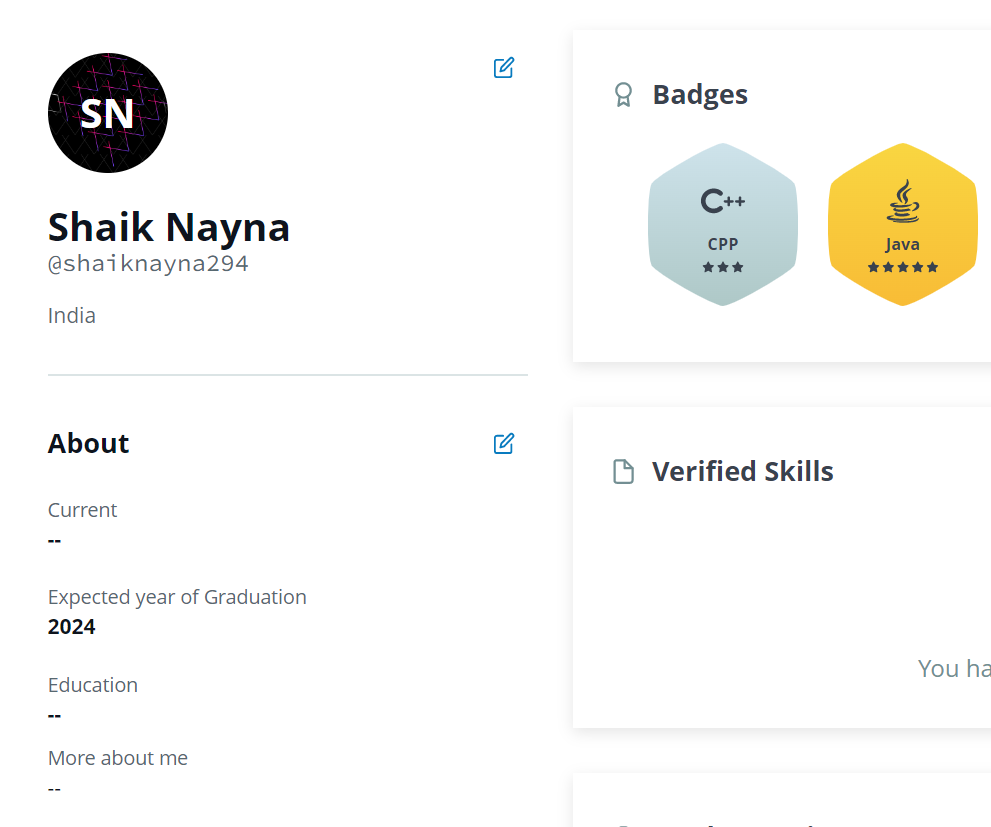 SN
Shaik Nayna
@shaiknayna294
India
About
Current
--
Expected year of Graduation
2024
Education
--
More about me
--
Badges
C++
CPP
Java
Verified Skills
You ha